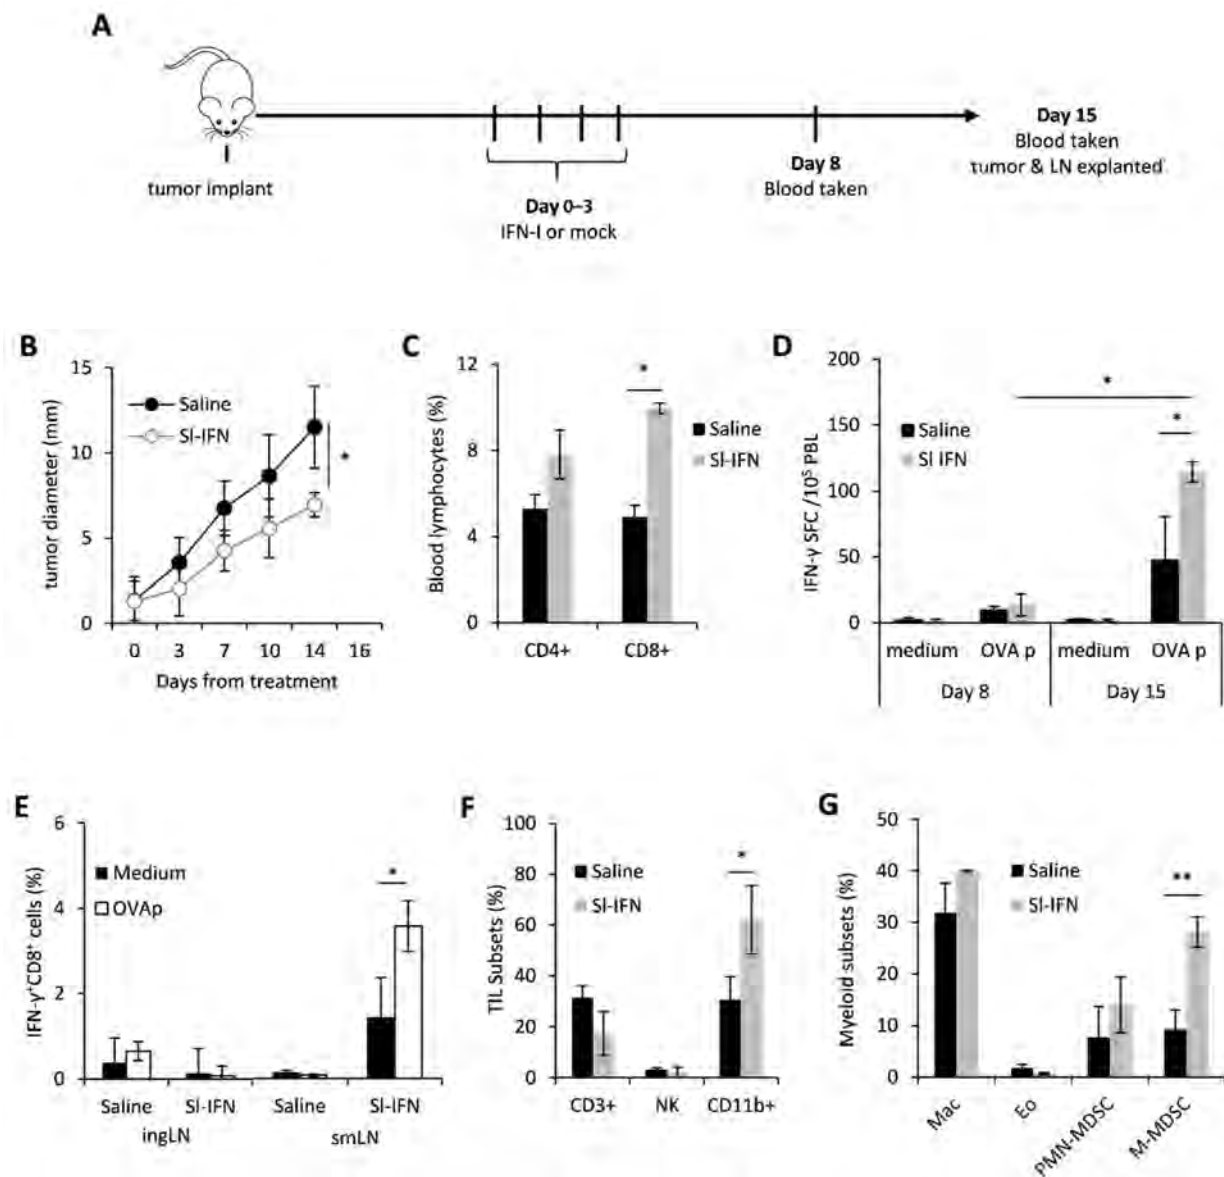 A
tumor implant
Day 0–3
IFN-I or mock
Day 8
Blood taken
Day 15
Blood taken
tumor & LN explanted
B
tumor diameter (mm)
15
10
5
0
Saline
SI-IFN
*
0 3 7 10 14 16
Days from treatment
C
Blood lymphocytes (%)
12
8
4
0
*
Saline
SI-IFN
CD4+ CD8+
D
IFN-γ SFC /10⁵ PBL
200
150
100
50
0
Saline
SI IFN
*
*
medium OVA p medium OVA p
Day 8 Day 15
E
IFN-γ⁺CD8⁺ cells (%)
6
4
2
0
Medium
OVAp
*
Saline SI-IFN Saline SI-IFN
ingLN smLN
F
TIL Subsets (%)
100
80
60
40
20
0
Saline
SI-IFN
*
CD3+ NK CD11b+
G
Myeloid subsets (%)
50
40
30
20
10
0
Saline
SI-IFN
**
Mac
Eo
PMN-MDSC
M-MDSC